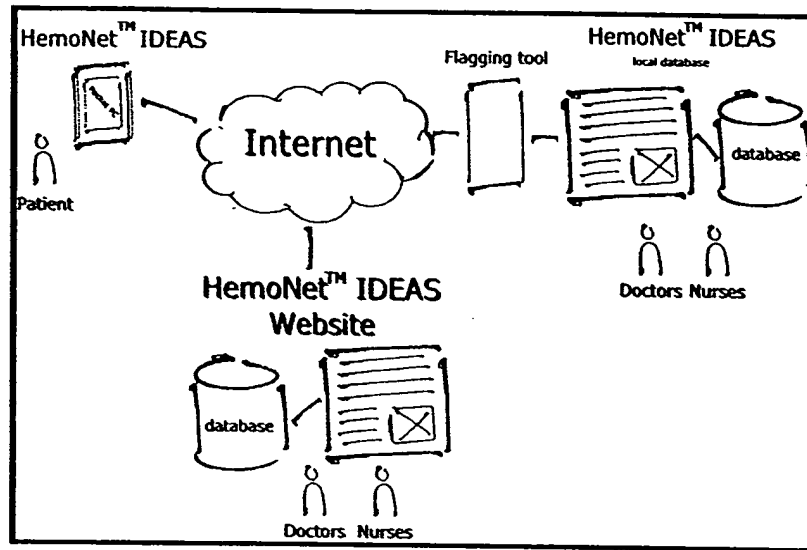 HemoNet™ IDEAS
Patient
Internet
Flagging tool
HemoNet™ IDEAS
local database
database
Doctors Nurses
HemoNet™ IDEAS
Website
database
Doctors Nurses